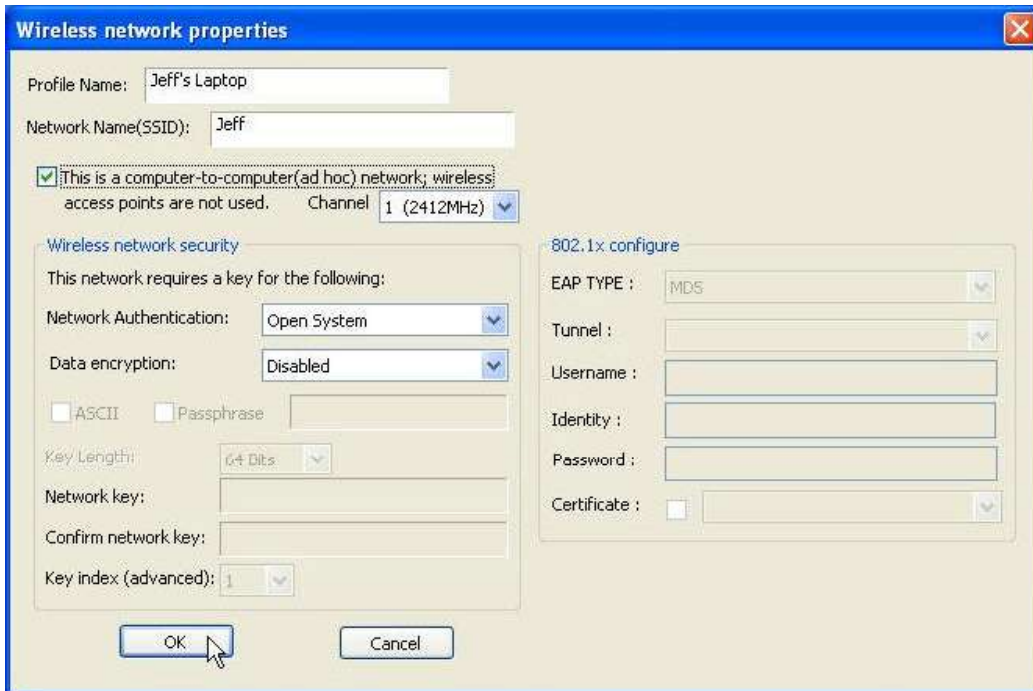 Wireless network properties
Profile Name: Jeff's Laptop
Network Name(SSID): Jeff
This is a computer-to-computer(ad hoc) network; wireless
access points are not used. Channel 1 (2412MHz)
Wireless network security
This network requires a key for the following:
Network Authentication: Open System
Data encryption: Disabled
ASCII Passphrase
Key Length: 64 Bits
Network key:
Confirm network key:
Key index (advanced): 1
OK Cancel
802.1x configure
EAP TYPE : MD5
Tunnel :
Username :
Identity :
Password :
Certificate :